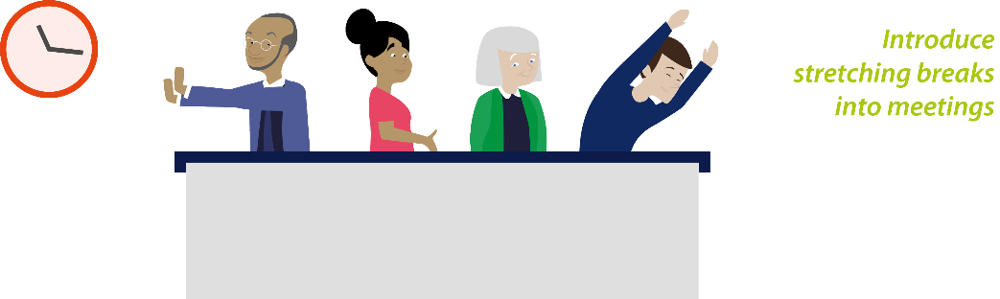 Introduce
stretching breaks
into meetings